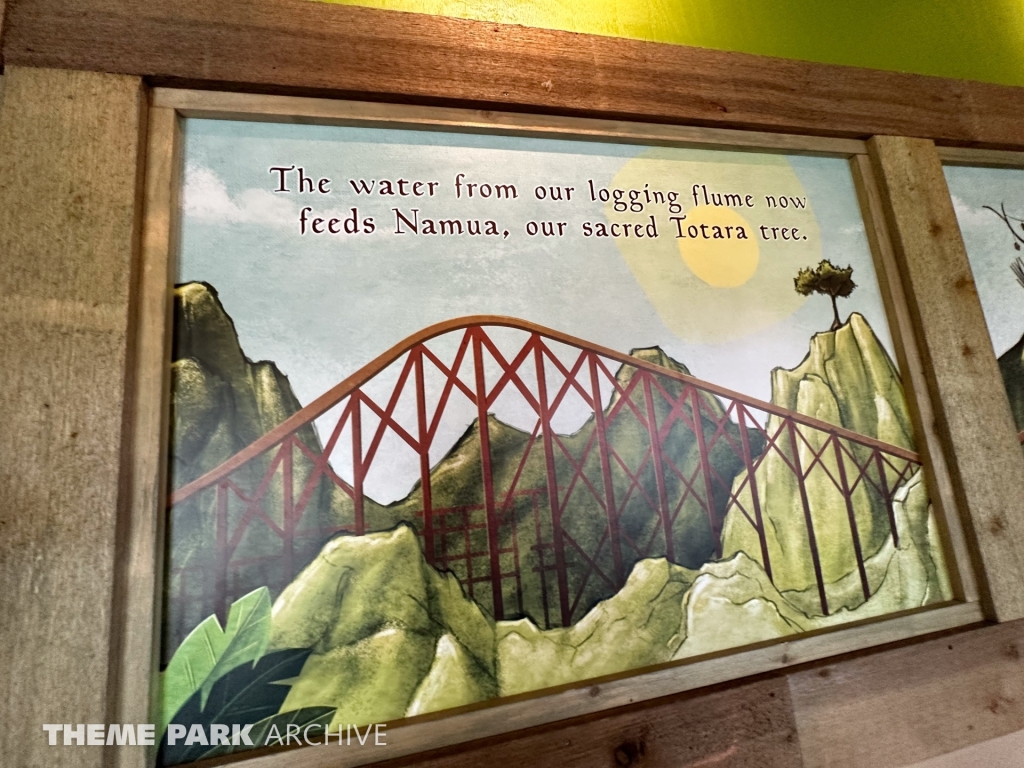 The water from our logging flume now
feeds Namua, our sacred Totara tree.
THEME PARK ARCHIVE